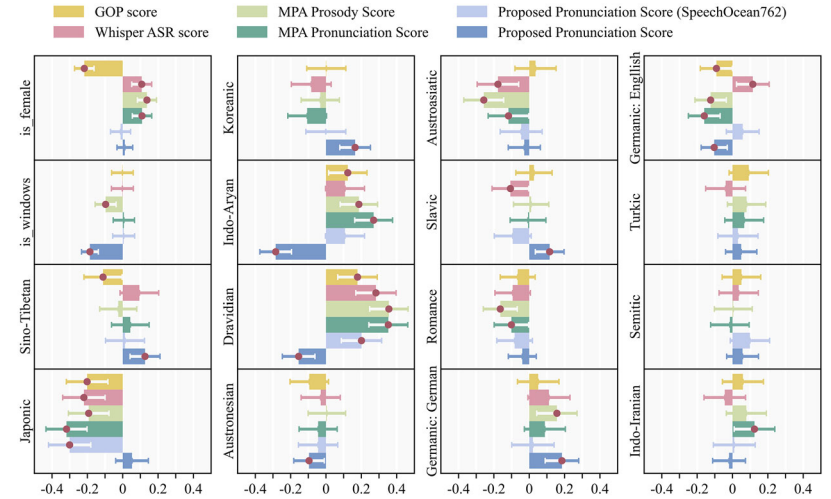 GOP score
MPA Prosody Score
Proposed Pronunciation Score (SpeechOcean762)
Whisper ASR score
MPA Pronunciation Score
Proposed Pronunciation Score
is_female
Koreanic
Austroasiatic
Germanic: Engllish
is_windows
Indo-Aryan
Slavic
Turkic
Sino-Tibetan
Dravidian
Romance
Semitic
Japonic
Austronesian
Germanic: German
Indo-Iranian
-0.4 -0.2 0 0.2 0.4
-0.4 -0.2 0 0.2 0.4
-0.4 -0.2 0 0.2 0.4
-0.4 -0.2 0 0.2 0.4